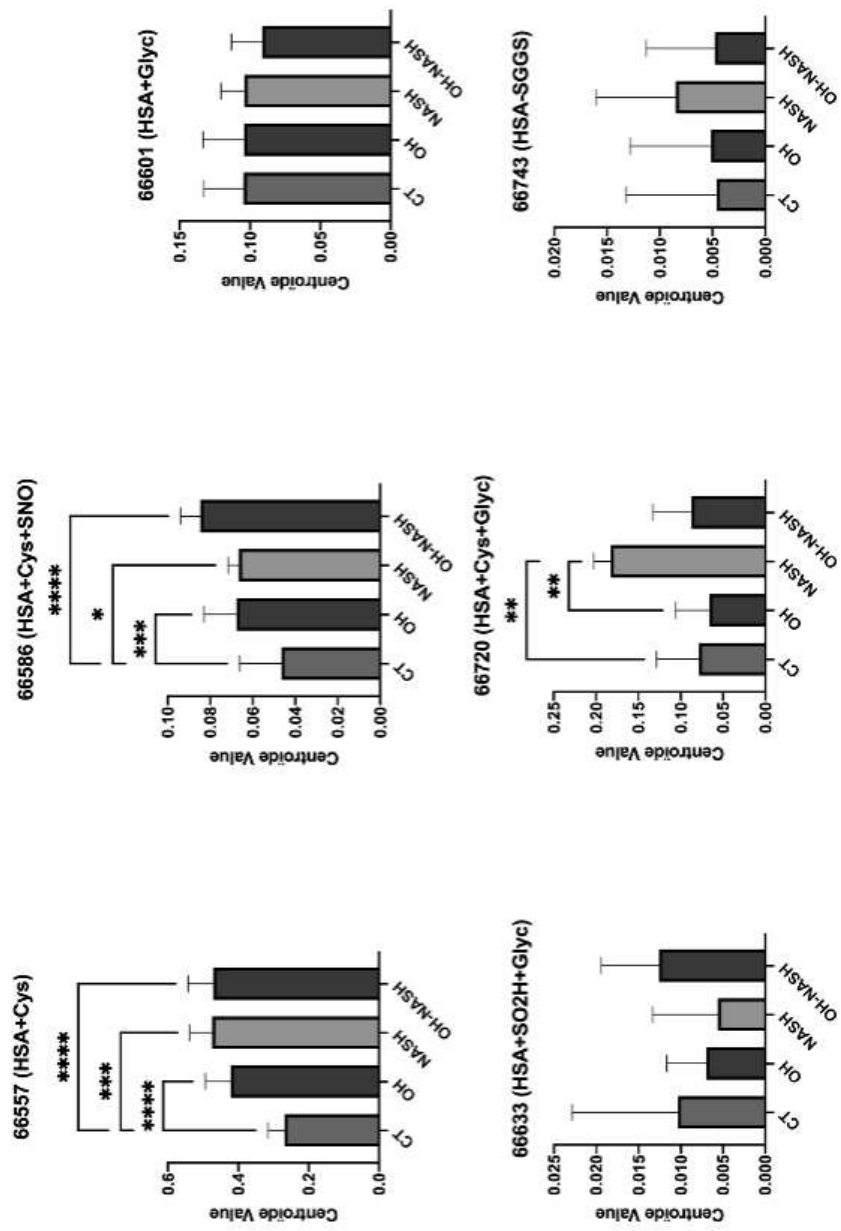 66557 (HSA+Cys)
Centroïde Value
0.6
0.4
0.2
0.0
****
***
****
CT
OH
NASH
OH-NASH
66586 (HSA+Cys+SNO)
Centroïde Value
0.10
0.08
0.06
0.04
0.02
0.00
****
*
***
CT
OH
NASH
OH-NASH
66601 (HSA+Glyc)
Centroïde Value
0.15
0.10
0.05
0.00
CT
OH
NASH
OH-NASH
66633 (HSA+SO2H+Glyc)
Centroïde Value
0.025
0.020
0.015
0.010
0.005
0.000
CT
OH
NASH
OH-NASH
66720 (HSA+Cys+Glyc)
Centroïde Value
0.25
0.20
0.15
0.10
0.05
0.00
**
**
CT
OH
NASH
OH-NASH
66743 (HSA-SGGS)
Centroïde Value
0.020
0.015
0.010
0.005
0.000
CT
OH
NASH
OH-NASH